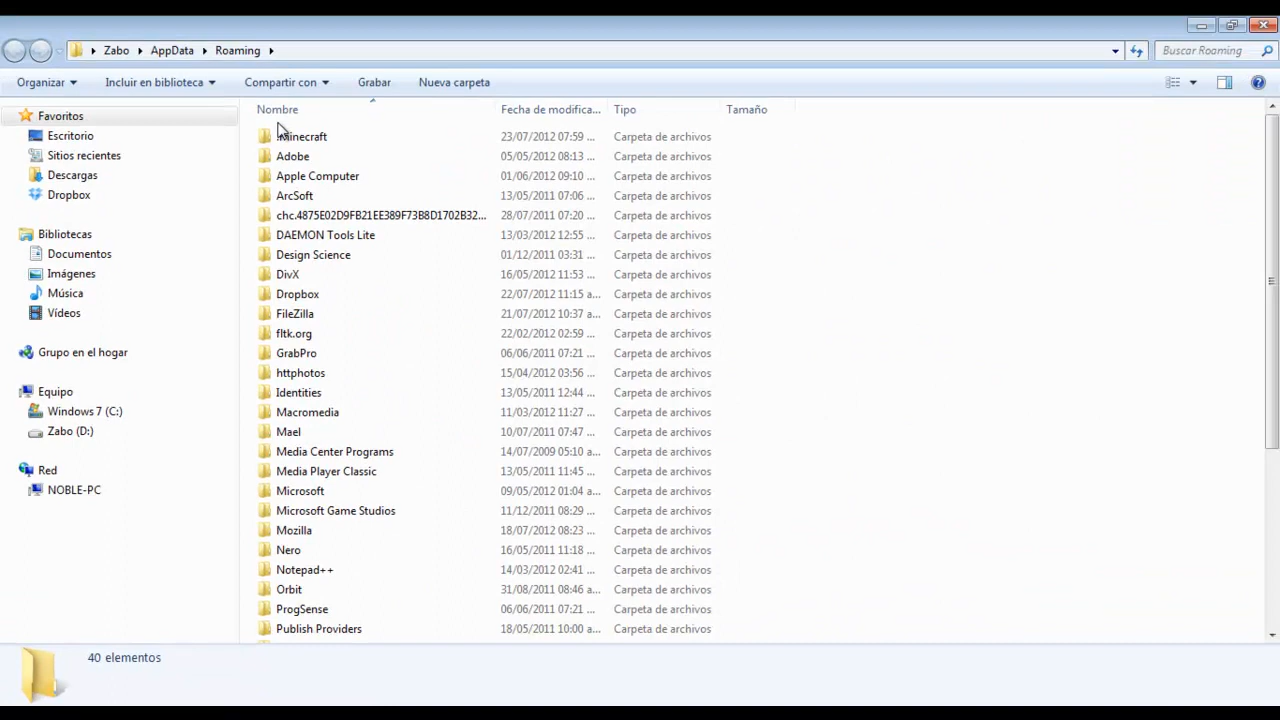 Zabo AppData Roaming Buscar Roaming
Organizar Incluir en biblioteca Compartir con Grabar Nueva carpeta
Favoritos
Escritorio
Sitios recientes
Descargas
Dropbox
Bibliotecas
Documentos
Imágenes
Música
Vídeos
Grupo en el hogar
Equipo
Windows 7 (C:)
Zabo (D:)
Red
NOBLE-PC
Nombre Fecha de modifica... Tipo Tamaño
.minecraft 23/07/2012 07:59 ... Carpeta de archivos
Adobe 05/05/2012 08:13 ... Carpeta de archivos
Apple Computer 01/06/2012 09:10 ... Carpeta de archivos
ArcSoft 13/05/2011 07:06 ... Carpeta de archivos
chc.4875E02D9FB21EE389F73B8D1702B32... 28/07/2011 07:20 ... Carpeta de archivos
DAEMON Tools Lite 13/03/2012 12:55 ... Carpeta de archivos
Design Science 01/12/2011 03:31 ... Carpeta de archivos
DivX 16/05/2012 11:53 ... Carpeta de archivos
Dropbox 22/07/2012 11:15 a... Carpeta de archivos
FileZilla 21/07/2012 10:37 a... Carpeta de archivos
fltk.org 22/02/2012 02:59 ... Carpeta de archivos
GrabPro 06/06/2011 07:21 ... Carpeta de archivos
httphotos 15/04/2012 03:56 ... Carpeta de archivos
Identities 13/05/2011 12:44 ... Carpeta de archivos
Macromedia 11/03/2012 11:27 ... Carpeta de archivos
Mael 10/07/2011 07:47 ... Carpeta de archivos
Media Center Programs 14/07/2009 05:10 a... Carpeta de archivos
Media Player Classic 13/05/2011 11:45 ... Carpeta de archivos
Microsoft 09/05/2012 01:04 a... Carpeta de archivos
Microsoft Game Studios 11/12/2011 08:29 ... Carpeta de archivos
Mozilla 18/07/2012 08:23 ... Carpeta de archivos
Nero 16/05/2011 11:18 ... Carpeta de archivos
Notepad++ 14/03/2012 02:41 ... Carpeta de archivos
Orbit 31/08/2011 08:46 a... Carpeta de archivos
ProgSense 06/06/2011 07:21 ... Carpeta de archivos
Publish Providers 18/05/2011 10:00 a... Carpeta de archivos
40 elementos